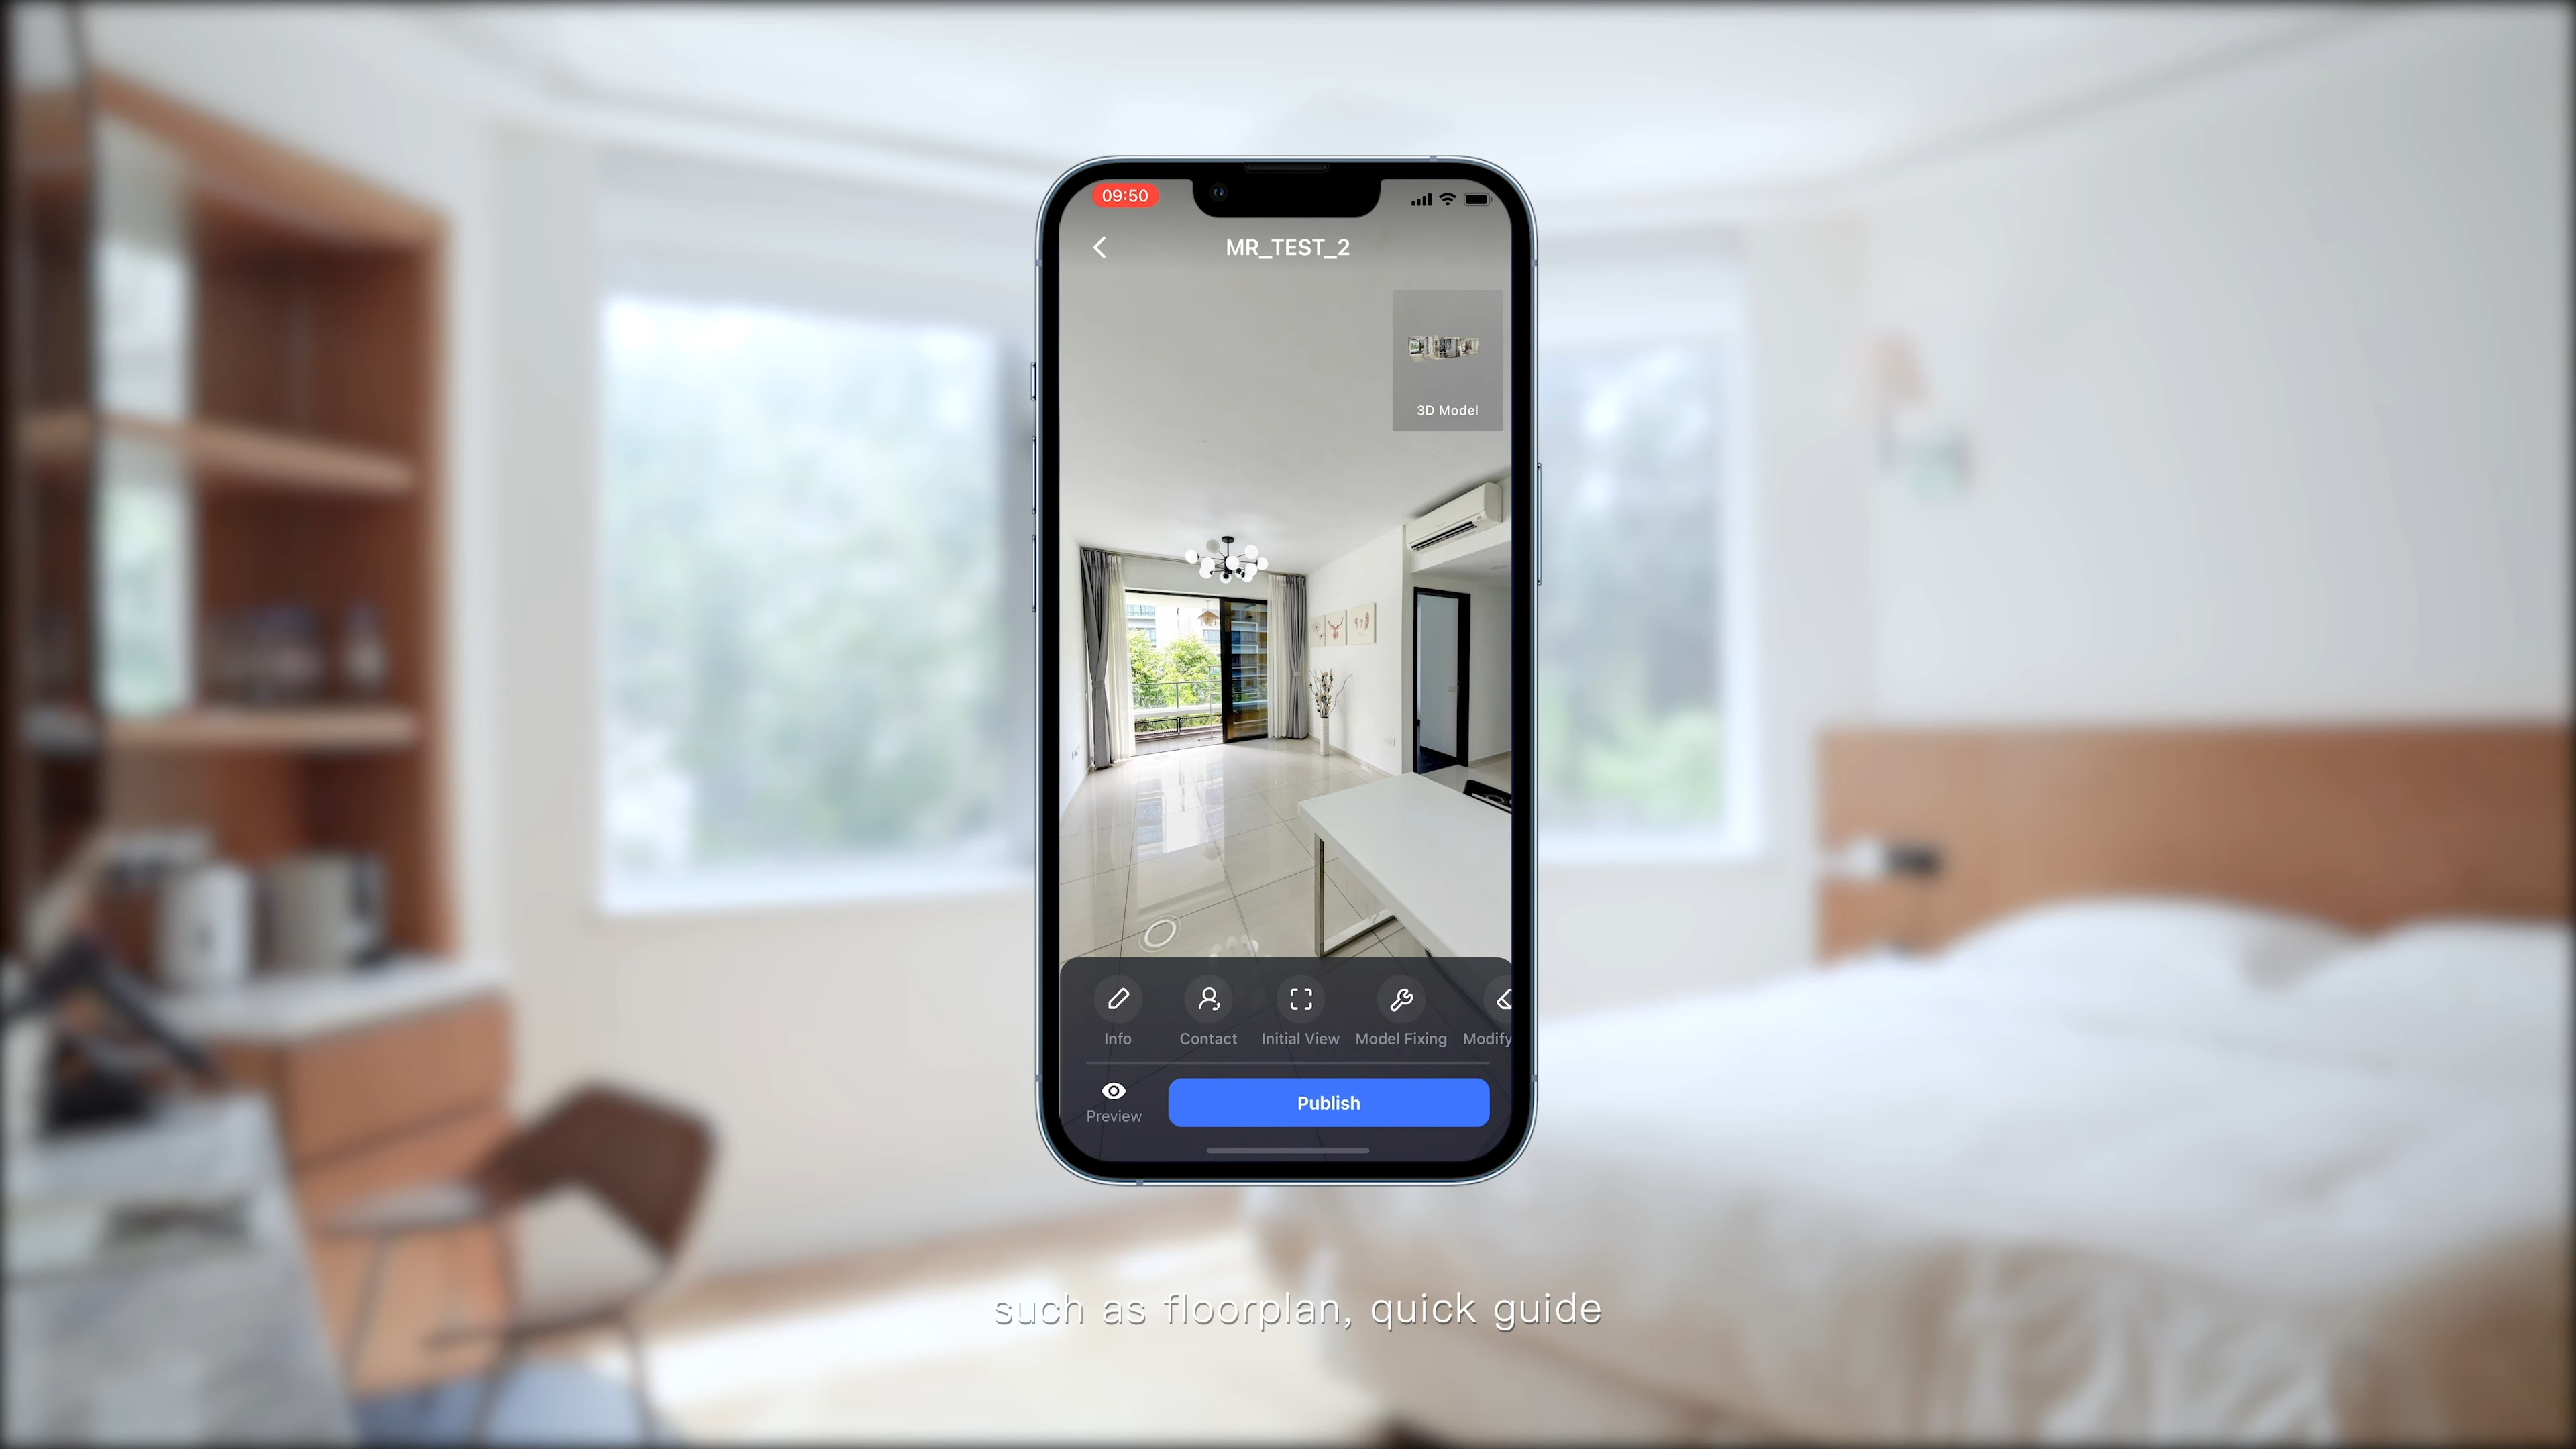 09:50
MR_TEST_2
3D Model
Info
Contact
Initial View
Model Fixing
Modify
Preview
Publish
such as floorplan, quick guide